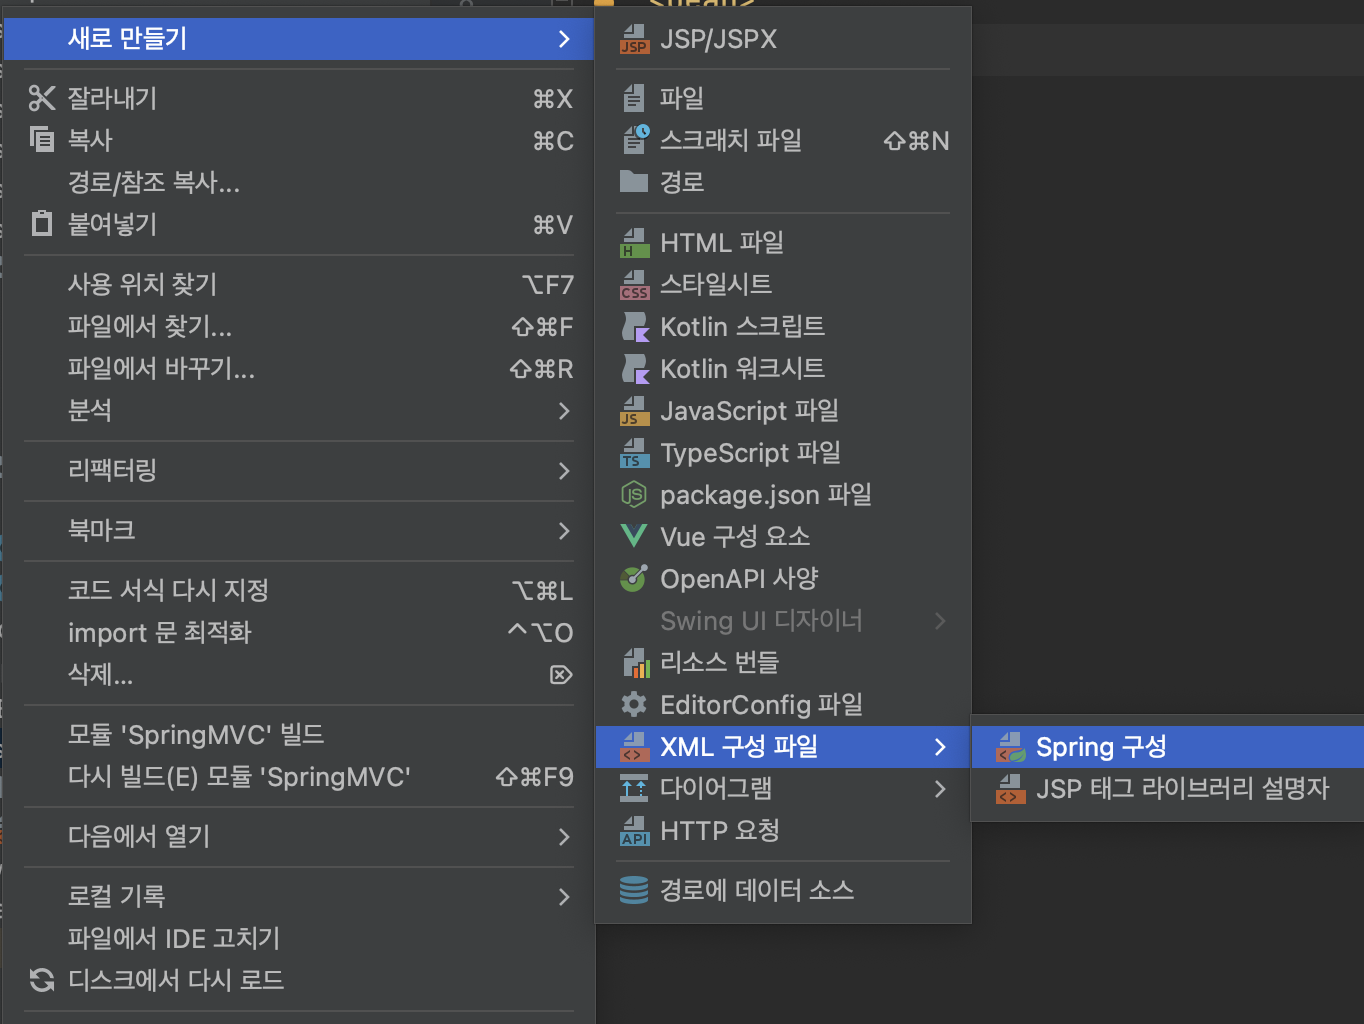 새로 만들기
잘라내기 ⌘X
복사 ⌘C
경로/참조 복사...
붙여넣기 ⌘V
사용 위치 찾기 ⌥F7
파일에서 찾기... ⇧⌘F
파일에서 바꾸기... ⇧⌘R
분석
리팩터링
북마크
코드 서식 다시 지정 ⌥⌘L
import 문 최적화 ^⌥O
삭제... ⌦
모듈 'SpringMVC' 빌드
다시 빌드(E) 모듈 'SpringMVC' ⇧⌘F9
다음에서 열기
로컬 기록
파일에서 IDE 고치기
디스크에서 다시 로드
<head>
JSP JSP/JSPX
파일
스크래치 파일 ⇧⌘N
경로
H HTML 파일
CSS 스타일시트
Kotlin 스크립트
Kotlin 워크시트
JS JavaScript 파일
TS TypeScript 파일
JS package.json 파일
Vue 구성 요소
OpenAPI 사양
Swing UI 디자이너
리소스 번들
EditorConfig 파일
<> XML 구성 파일
다이어그램
API HTTP 요청
경로에 데이터 소스
Spring 구성
<> JSP 태그 라이브러리 설명자